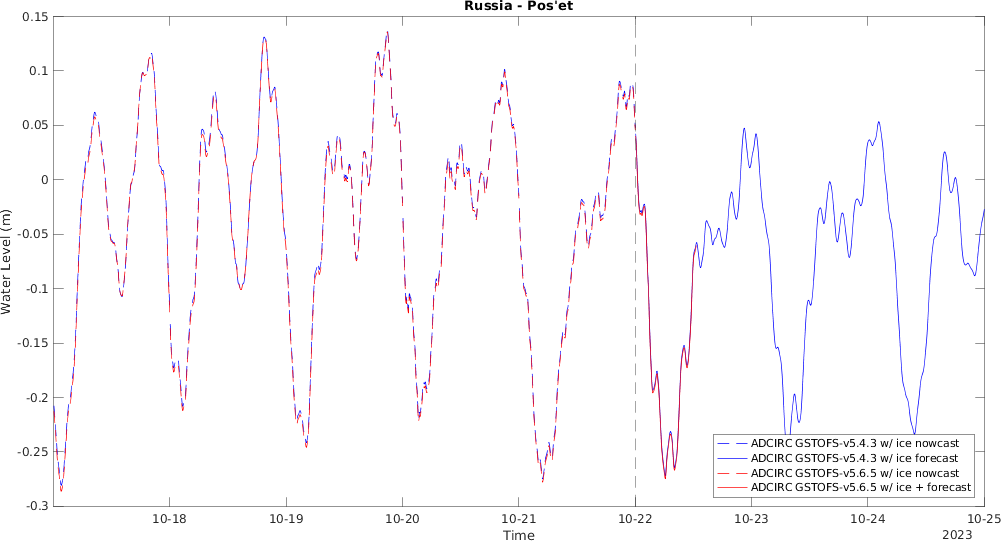 Russia - Pos'et
0.15
0.1
0.05
0
-0.05
-0.1
-0.15
-0.2
-0.25
-0.3
Water Level (m)
10-18 10-19 10-20 10-21 10-22 10-23 10-24 10-25
Time
2023
ADCIRC GSTOFS-v5.4.3 w/ ice nowcast
ADCIRC GSTOFS-v5.4.3 w/ ice forecast
ADCIRC GSTOFS-v5.6.5 w/ ice nowcast
ADCIRC GSTOFS-v5.6.5 w/ ice + forecast